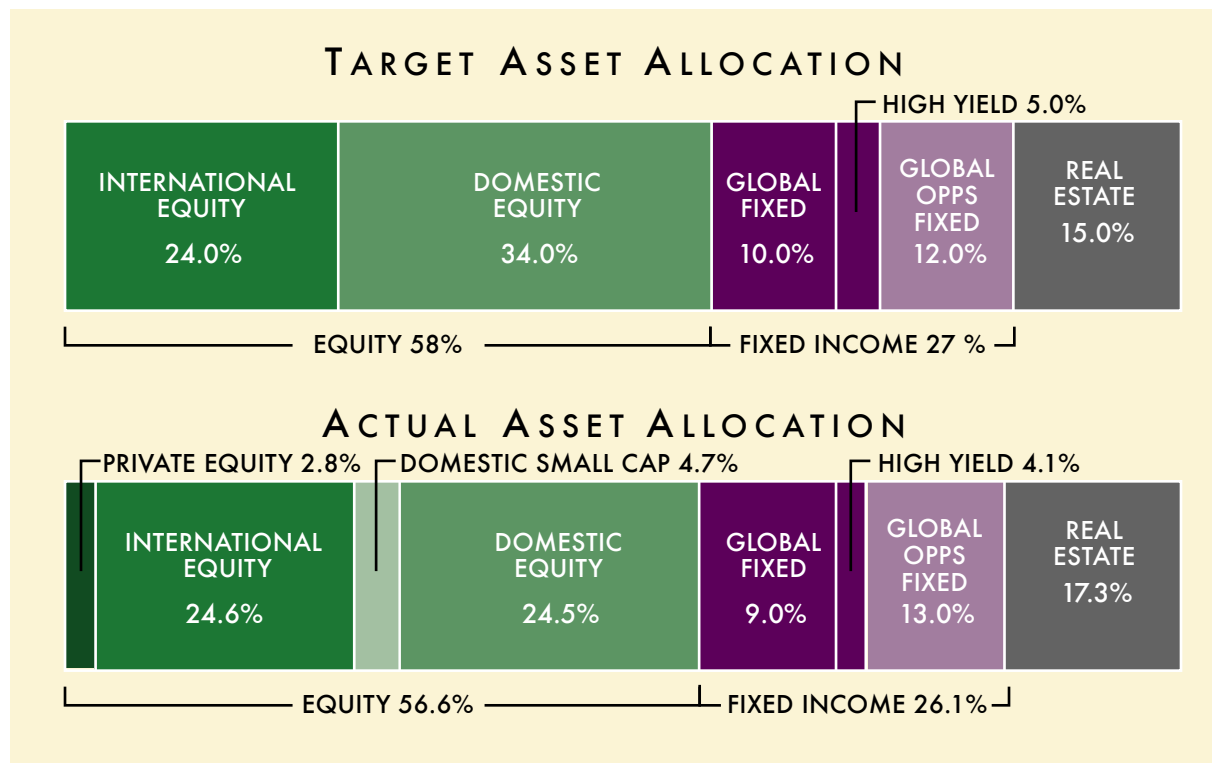 TARGET ASSET ALLOCATION
HIGH YIELD 5.0%
INTERNATIONAL
EQUITY
24.0%
DOMESTIC
EQUITY
34.0%
GLOBAL
FIXED
10.0%
GLOBAL
OPPS
FIXED
12.0%
REAL
ESTATE
15.0%
EQUITY 58%
FIXED INCOME 27 %
ACTUAL ASSET ALLOCATION
PRIVATE EQUITY 2.8%
DOMESTIC SMALL CAP 4.7%
HIGH YIELD 4.1%
INTERNATIONAL
EQUITY
24.6%
DOMESTIC
EQUITY
24.5%
GLOBAL
FIXED
9.0%
GLOBAL
OPPS
FIXED
13.0%
REAL
ESTATE
17.3%
EQUITY 56.6%
FIXED INCOME 26.1%